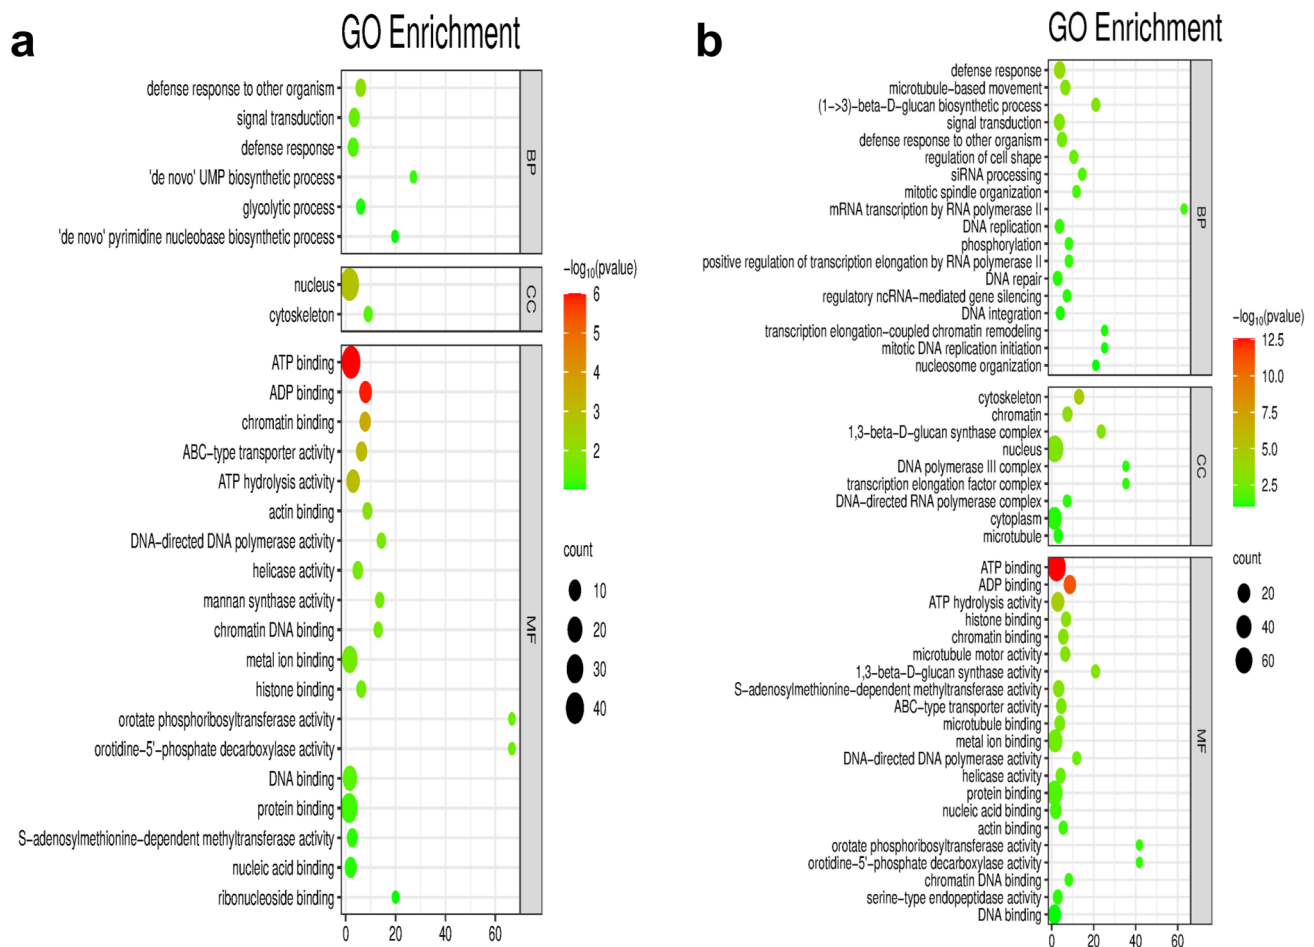 a
GO Enrichment
defense response to other organism
signal transduction
defense response
'de novo' UMP biosynthetic process
glycolytic process
'de novo' pyrimidine nucleobase biosynthetic process
BP
nucleus
cytoskeleton
CC
ATP binding
ADP binding
chromatin binding
ABC−type transporter activity
ATP hydrolysis activity
actin binding
DNA−directed DNA polymerase activity
helicase activity
mannan synthase activity
chromatin DNA binding
metal ion binding
histone binding
orotate phosphoribosyltransferase activity
orotidine−5'−phosphate decarboxylase activity
DNA binding
protein binding
S−adenosylmethionine−dependent methyltransferase activity
nucleic acid binding
ribonucleoside binding
MF
0 20 40 60
−log10(pvalue)
6
5
4
3
2
count
10
20
30
40
b
GO Enrichment
defense response
microtubule−based movement
(1−>3)−beta−D−glucan biosynthetic process
signal transduction
defense response to other organism
regulation of cell shape
siRNA processing
mitotic spindle organization
mRNA transcription by RNA polymerase II
DNA replication
phosphorylation
positive regulation of transcription elongation by RNA polymerase II
DNA repair
regulatory ncRNA−mediated gene silencing
DNA integration
transcription elongation−coupled chromatin remodeling
mitotic DNA replication initiation
nucleosome organization
BP
cytoskeleton
chromatin
1,3−beta−D−glucan synthase complex
nucleus
DNA polymerase III complex
transcription elongation factor complex
DNA−directed RNA polymerase complex
cytoplasm
microtubule
CC
ATP binding
ADP binding
ATP hydrolysis activity
histone binding
chromatin binding
microtubule motor activity
1,3−beta−D−glucan synthase activity
S−adenosylmethionine−dependent methyltransferase activity
ABC−type transporter activity
microtubule binding
metal ion binding
DNA−directed DNA polymerase activity
helicase activity
protein binding
nucleic acid binding
actin binding
orotate phosphoribosyltransferase activity
orotidine−5'−phosphate decarboxylase activity
chromatin DNA binding
serine−type endopeptidase activity
DNA binding
MF
0 20 40 60
−log10(pvalue)
12.5
10.0
7.5
5.0
2.5
count
20
40
60